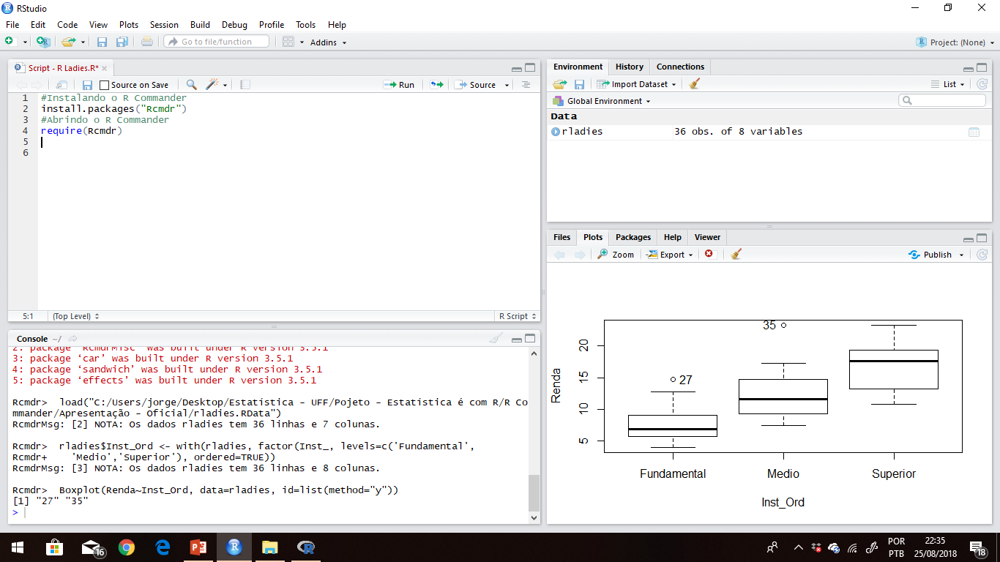 RStudio
File Edit Code View Plots Session Build Debug Profile Tools Help
Go to file/function Addins Project: (None)
Script - R Ladies.R*
Source on Save Run Source
1 #Instalando o R Commander
2 install.packages("Rcmdr")
3 #Abrindo o R Commander
4 require(Rcmdr)
5
6
5:1 (Top Level) R Script
Console ~/
2: package ‘RcmdrMisc’ was built under R version 3.5.1
3: package ‘car’ was built under R version 3.5.1
4: package ‘sandwich’ was built under R version 3.5.1
5: package ‘effects’ was built under R version 3.5.1
Rcmdr> load("C:/Users/jorge/Desktop/Estatística - UFF/Pojeto - Estatística é com R/R Co
mmander/Apresentação - Oficial/rladies.RData")
RcmdrMsg: [2] NOTA: Os dados rladies tem 36 linhas e 7 colunas.
Rcmdr> rladies$Inst_Ord <- with(rladies, factor(Inst_, levels=c('Fundamental',
Rcmdr+ 'Medio','Superior'), ordered=TRUE))
RcmdrMsg: [3] NOTA: Os dados rladies tem 36 linhas e 8 colunas.
Rcmdr> Boxplot(Renda~Inst_Ord, data=rladies, id=list(method="y"))
[1] "27" "35"
>
Environment History Connections
Import Dataset List
Global Environment
Data
rladies 36 obs. of 8 variables
Files Plots Packages Help Viewer
Zoom Export Publish
Renda
20
15
10
5
35
27
Fundamental Medio Superior
Inst_Ord
16
POR
PTB
22:35
25/08/2018
18